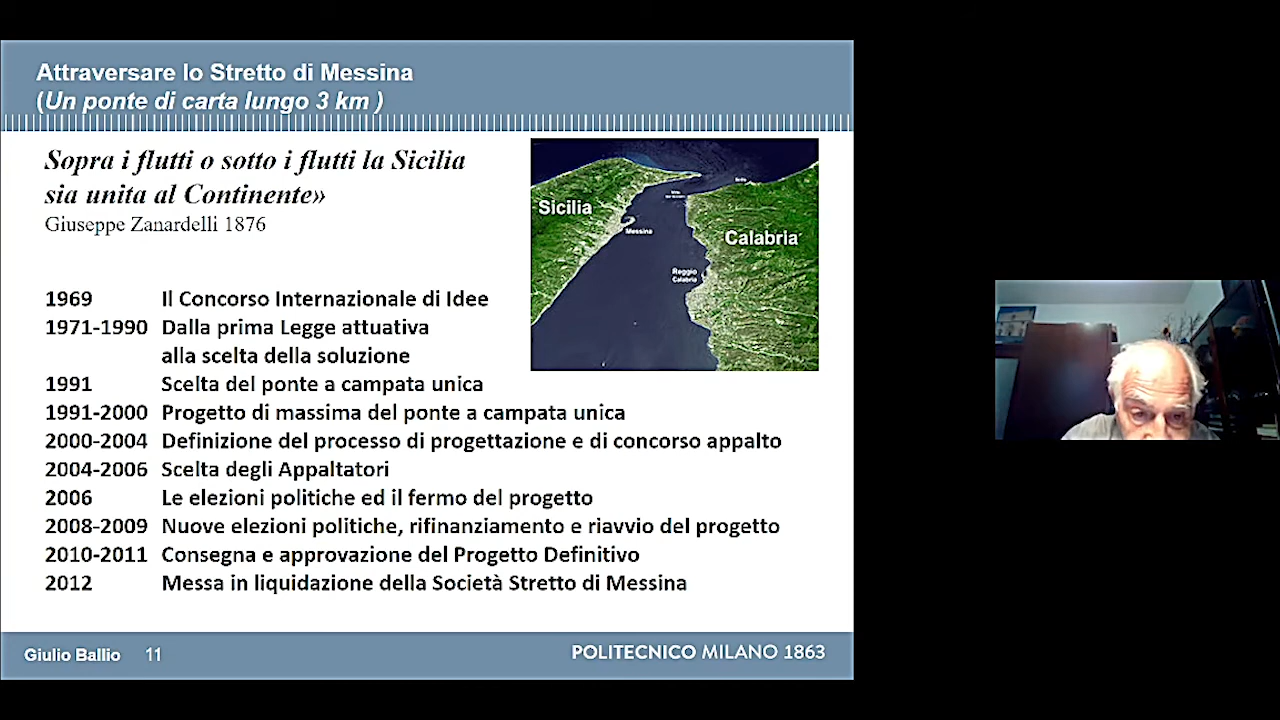 Attraversare lo Stretto di Messina
(Un ponte di carta lungo 3 km )
Sopra i flutti o sotto i flutti la Sicilia
sia unita al Continente»
Giuseppe Zanardelli 1876
Sicilia
Messina
Calabria
Reggio
Calabria
1969 Il Concorso Internazionale di Idee
1971-1990 Dalla prima Legge attuativa
alla scelta della soluzione
1991 Scelta del ponte a campata unica
1991-2000 Progetto di massima del ponte a campata unica
2000-2004 Definizione del processo di progettazione e di concorso appalto
2004-2006 Scelta degli Appaltatori
2006 Le elezioni politiche ed il fermo del progetto
2008-2009 Nuove elezioni politiche, rifinanziamento e riavvio del progetto
2010-2011 Consegna e approvazione del Progetto Definitivo
2012 Messa in liquidazione della Società Stretto di Messina
Giulio Ballio 11
POLITECNICO MILANO 1863